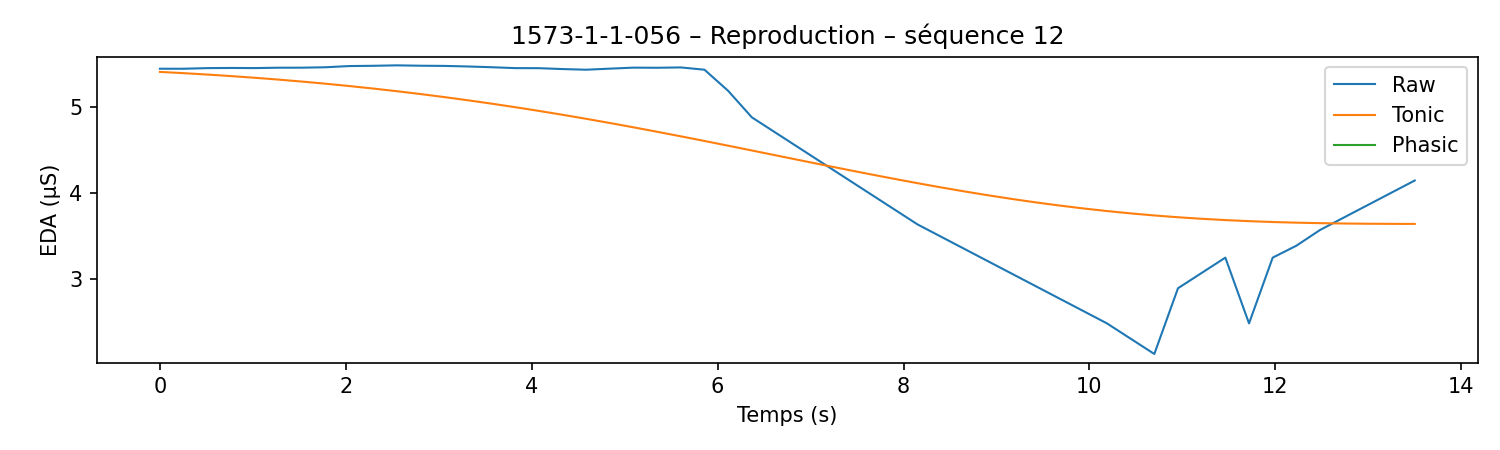 1573-1-1-056 – Reproduction – séquence 12
EDA (µS)
5
4
3
Raw
Tonic
Phasic
0 2 4 6 8 10 12 14
Temps (s)